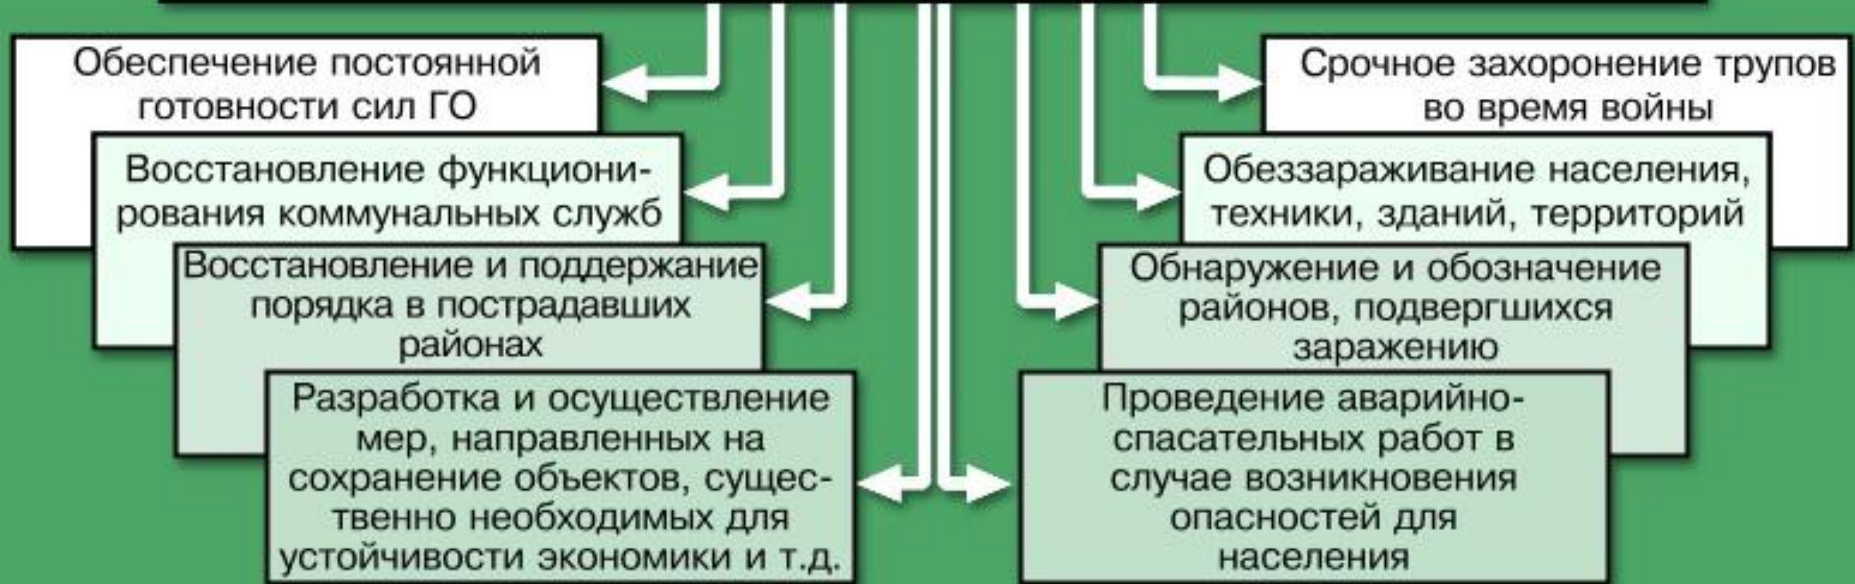 Обеспечение постоянной
готовности сил ГО
Восстановление функциони-
рования коммунальных служб
Восстановление и поддержание
порядка в пострадавших
районах
Разработка и осуществление
мер, направленных на
сохранение объектов, сущес-
твенно необходимых для
устойчивости экономики и т.д.
Срочное захоронение трупов
во время войны
Обеззараживание населения,
техники, зданий, территорий
Обнаружение и обозначение
районов, подвергшихся
заражению
Проведение аварийно-
спасательных работ в
случае возникновения
опасностей для
населения